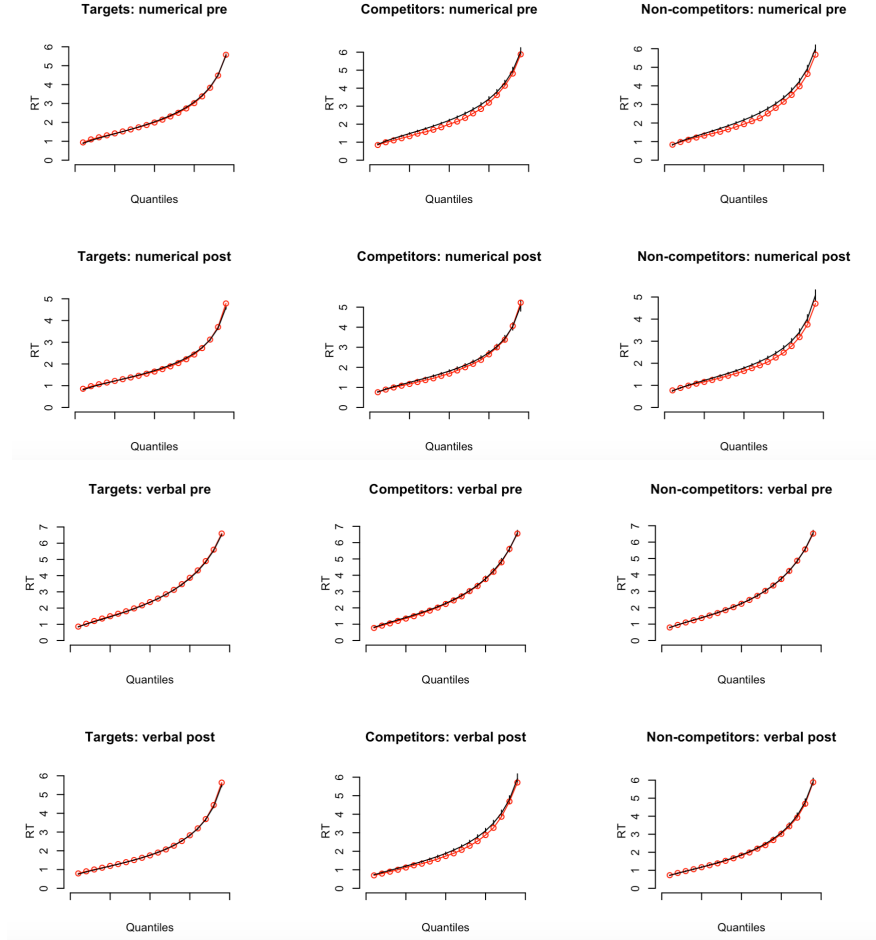 Targets: numerical pre
Competitors: numerical pre
Non-competitors: numerical pre
RT
0 1 2 3 4 5 6
Quantiles
RT
0 1 2 3 4 5 6
Quantiles
RT
0 1 2 3 4 5 6
Quantiles
Targets: numerical post
Competitors: numerical post
Non-competitors: numerical post
RT
0 1 2 3 4 5
Quantiles
RT
0 1 2 3 4 5
Quantiles
RT
0 1 2 3 4 5
Quantiles
Targets: verbal pre
Competitors: verbal pre
Non-competitors: verbal pre
RT
0 1 2 3 4 5 6 7
Quantiles
RT
0 1 2 3 4 5 6 7
Quantiles
RT
0 1 2 3 4 5 6 7
Quantiles
Targets: verbal post
Competitors: verbal post
Non-competitors: verbal post
RT
0 1 2 3 4 5 6
Quantiles
RT
0 1 2 3 4 5 6
Quantiles
RT
0 1 2 3 4 5 6
Quantiles